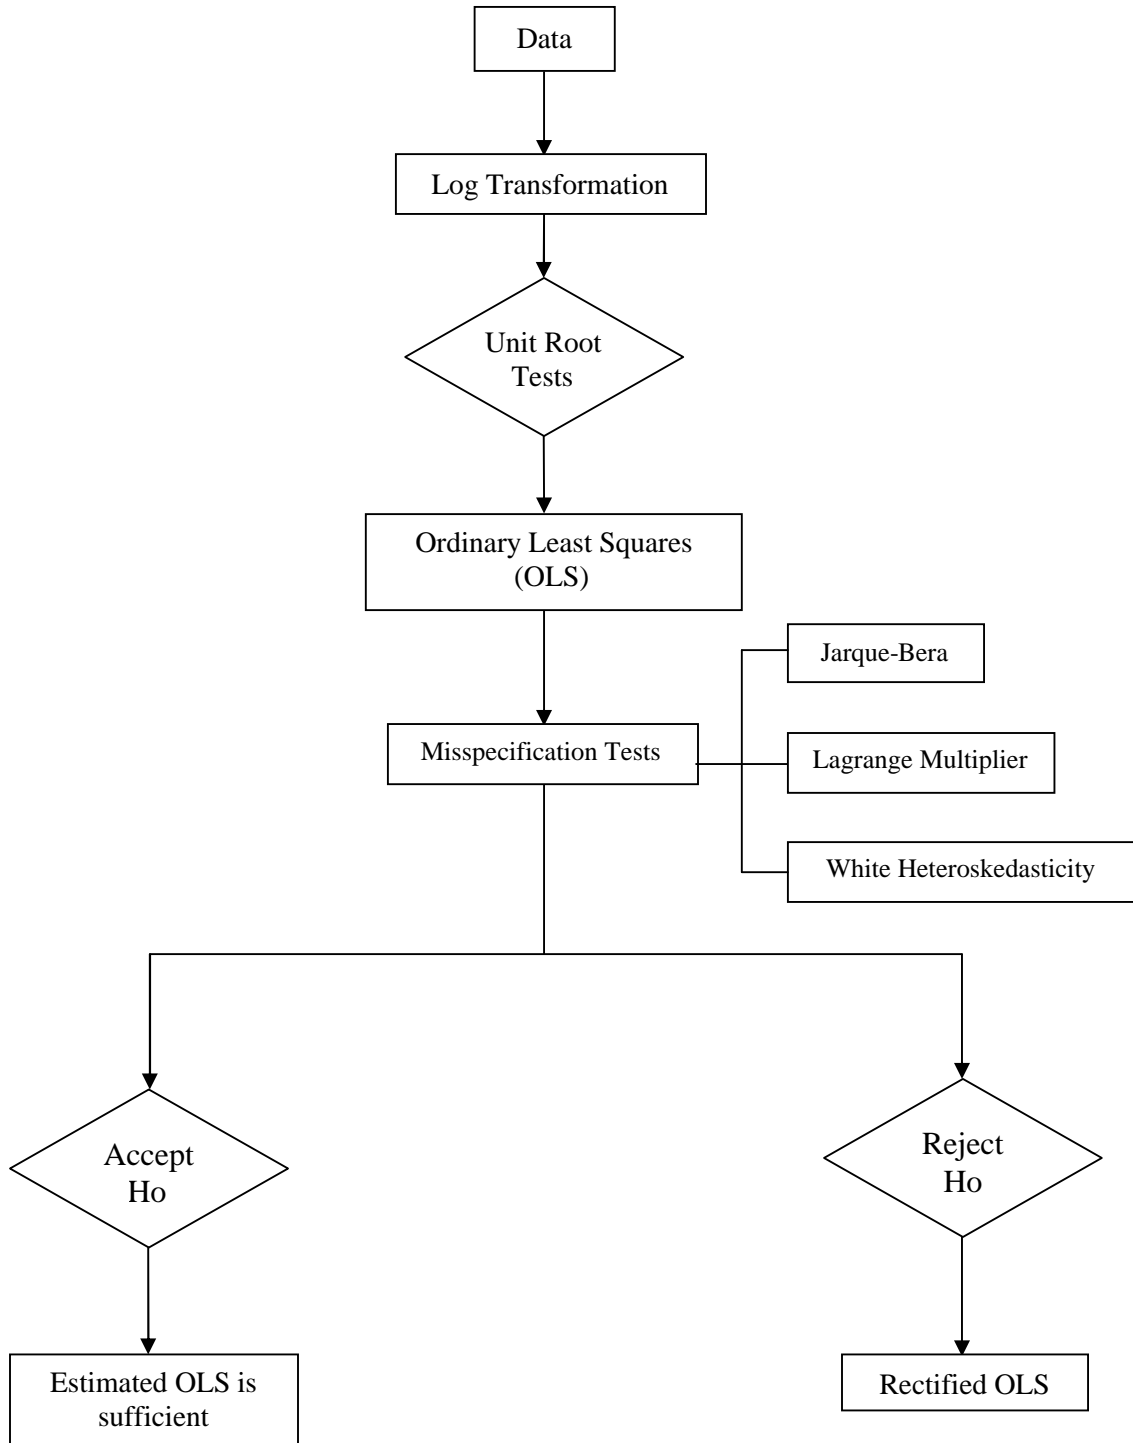 Data
Log Transformation
Unit Root
Tests
Ordinary Least Squares
(OLS)
Jarque-Bera
Misspecification Tests
Lagrange Multiplier
White Heteroskedasticity
Accept
Ho
Reject
Ho
Estimated OLS is
sufficient
Rectified OLS